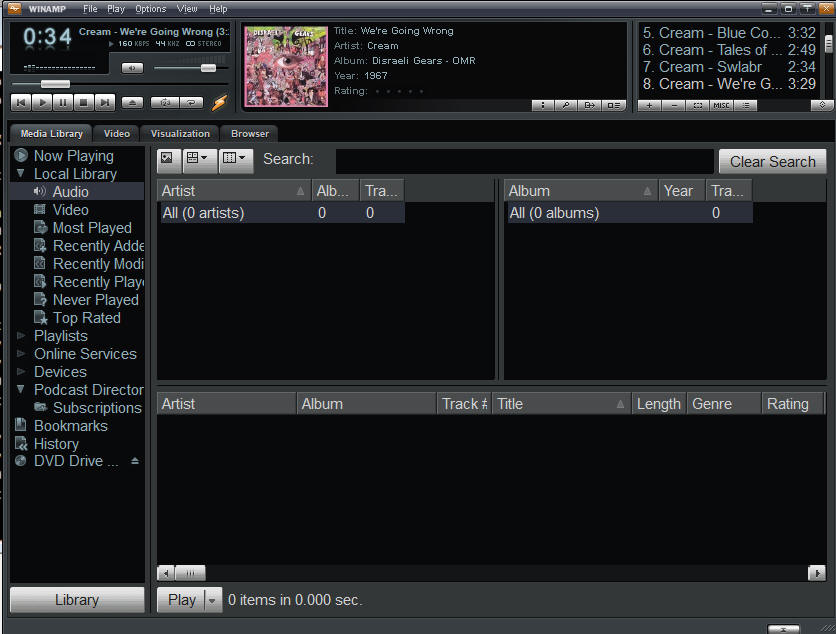 WINAMP File Play Options View Help
0:34 Cream - We're Going Wrong (3:
160 KBPS 44 KHZ STEREO
DISRAELI GEARS
CREAM
Title: We're Going Wrong
Artist: Cream
Album: Disraeli Gears - OMR
Year: 1967
Rating:
5. Cream - Blue Co... 3:32
6. Cream - Tales of ... 2:49
7. Cream - Swlabr 2:34
8. Cream - We're G... 3:29
MISC
Media Library Video Visualization Browser
Now Playing
Local Library
Audio
Video
Most Played
Recently Adde
Recently Modi
Recently Playe
Never Played
Top Rated
Playlists
Online Services
Devices
Podcast Director
Subscriptions
Bookmarks
History
DVD Drive ...
Library
Search: Clear Search
Artist Alb... Tra...
All (0 artists) 0 0
Album Year Tra...
All (0 albums) 0
Artist Album Track # Title Length Genre Rating
Play 0 items in 0.000 sec.